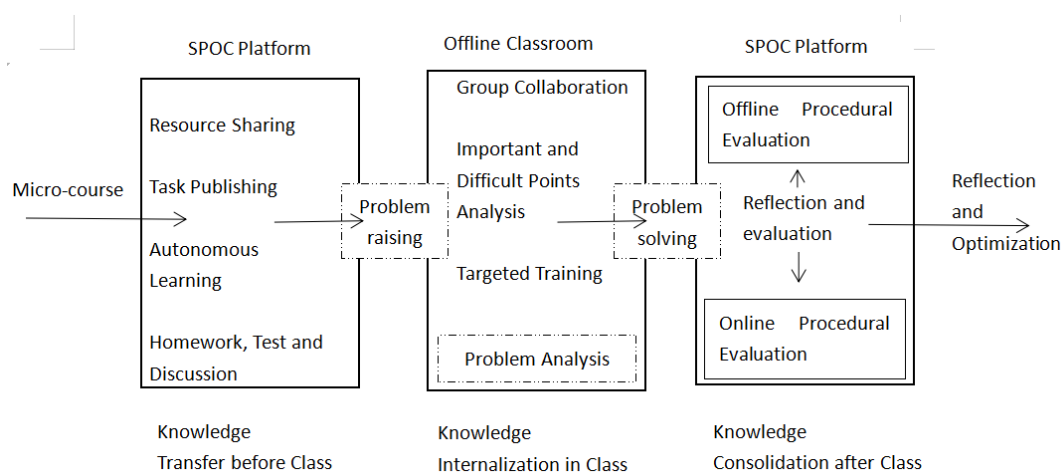 SPOC Platform
Offline Classroom
SPOC Platform
Micro-course
Resource Sharing
Task Publishing
Autonomous
Learning
Homework, Test and
Discussion
Problem
raising
Group Collaboration
Important and
Difficult Points
Analysis
Targeted Training
Problem Analysis
Problem
solving
Offline Procedural
Evaluation
Reflection and
evaluation
Online Procedural
Evaluation
Reflection
and
Optimization
Knowledge
Transfer before Class
Knowledge
Internalization in Class
Knowledge
Consolidation after Class